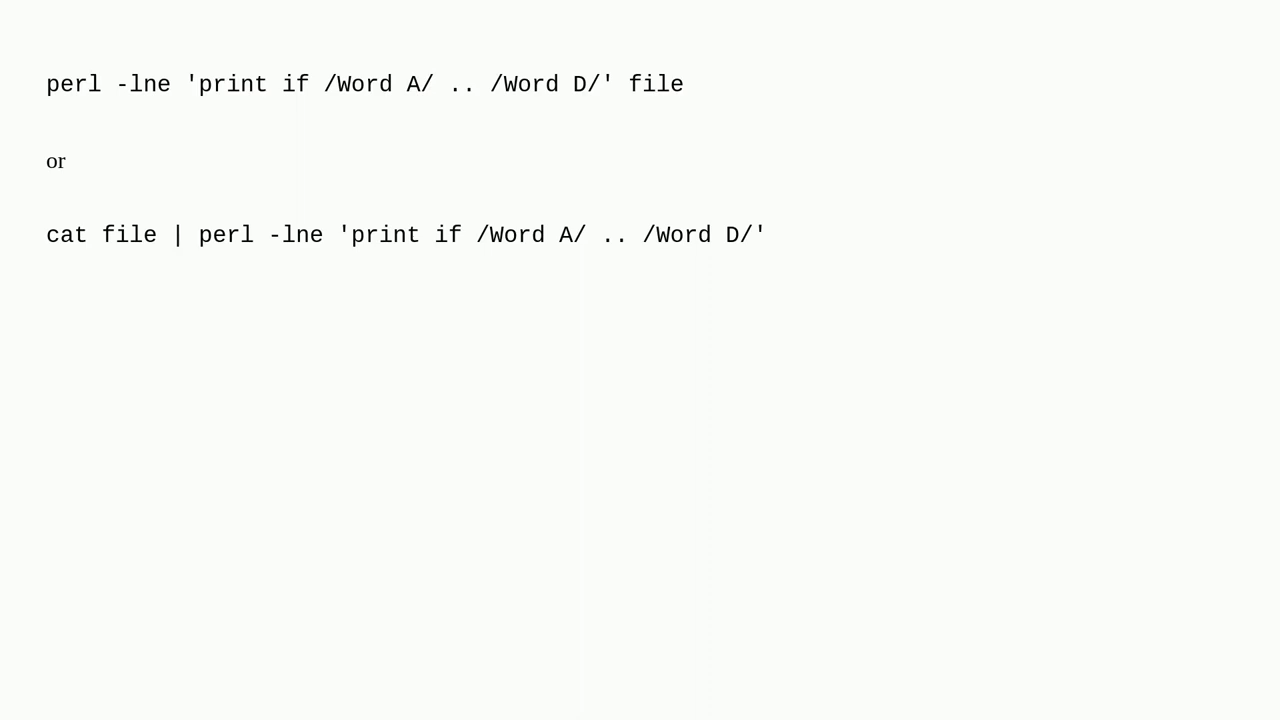 perl -lne 'print if /Word A/ .. /Word D/' file
or
cat file | perl -lne 'print if /Word A/ .. /Word D/'